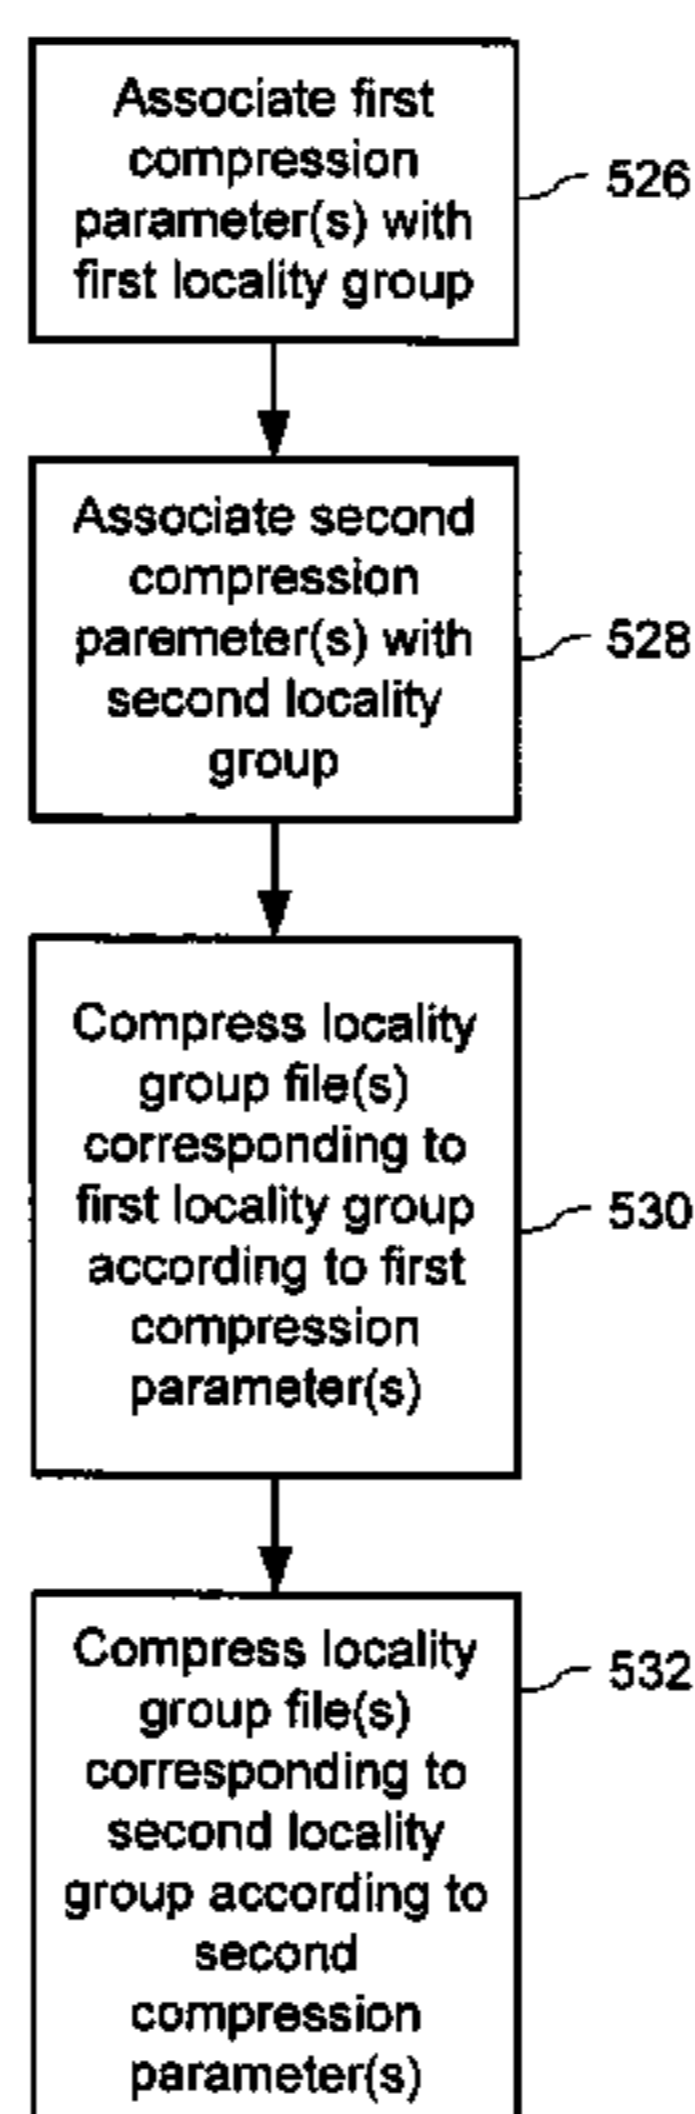 Associate first
compression
parameter(s) with
first locality group
526
Associate second
compression
paremeter(s) with
second locality
group
528
Compress locality
group file(s)
corresponding to
first locality group
according to first
compression
parameter(s)
530
Compress locality
group file(s)
corresponding to
second locality
group according to
second
compression
parameter(s)
532